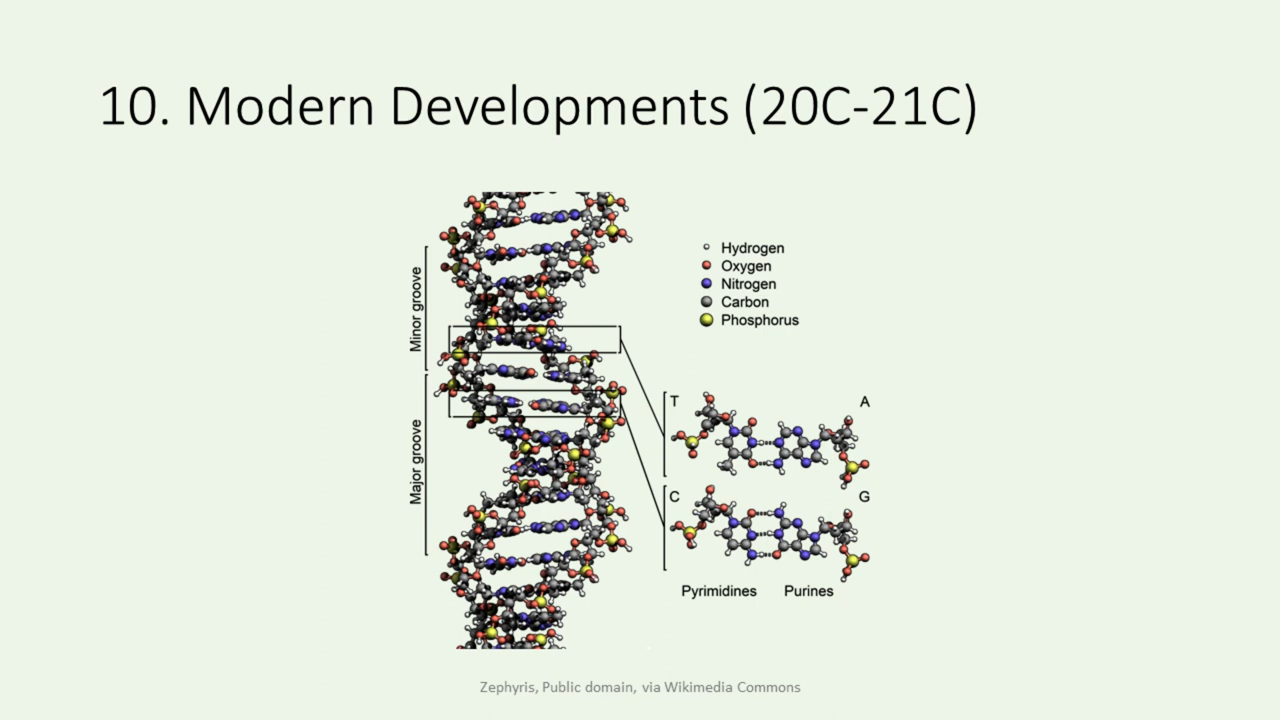 10. Modern Developments (20C-21C)
Minor groove
Major groove
Hydrogen
Oxygen
Nitrogen
Carbon
Phosphorus
T A
C G
Pyrimidines Purines
Zephyris, Public domain, via Wikimedia Commons